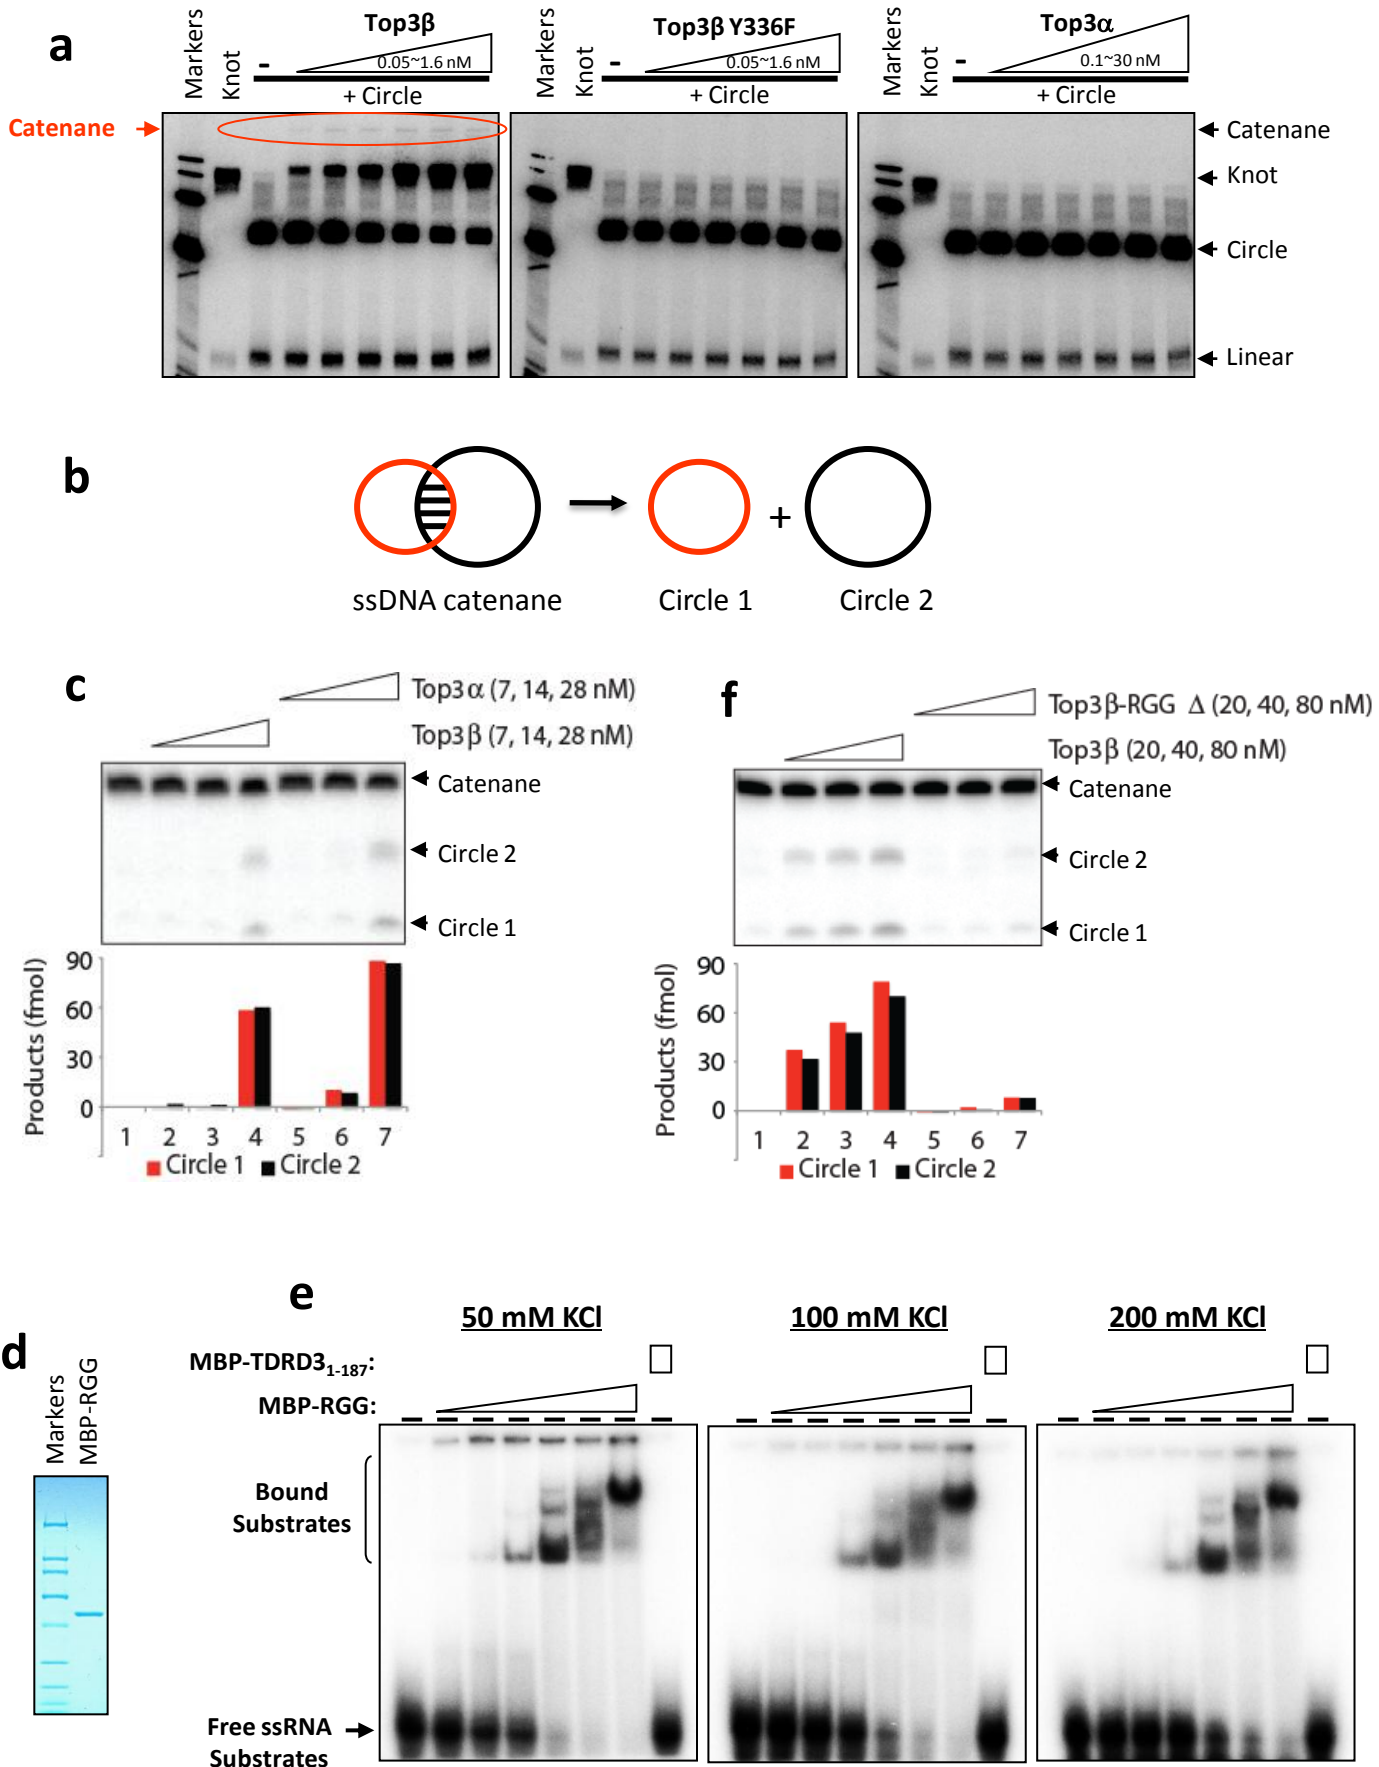 a
Markers
Knot
Top3β
-
0.05~1.6 nM
+ Circle
Markers
Knot
Top3β Y336F
-
0.05~1.6 nM
+ Circle
Markers
Knot
Top3α
-
0.1~30 nM
+ Circle
Catenane
Catenane
Knot
Circle
Linear
b
+
ssDNA catenane
Circle 1
Circle 2
c
Top3α (7, 14, 28 nM)
Top3β (7, 14, 28 nM)
Catenane
Circle 2
Circle 1
Products (fmol)
90
60
30
0
1 2 3 4 5 6 7
Circle 1 Circle 2
f
Top3β-RGG Δ (20, 40, 80 nM)
Top3β (20, 40, 80 nM)
Catenane
Circle 2
Circle 1
Products (fmol)
90
60
30
0
1 2 3 4 5 6 7
Circle 1 Circle 2
d
Markers
MBP-RGG
e
50 mM KCl
100 mM KCl
200 mM KCl
MBP-TDRD31-187:
MBP-RGG:
Bound
Substrates
Free ssRNA
Substrates